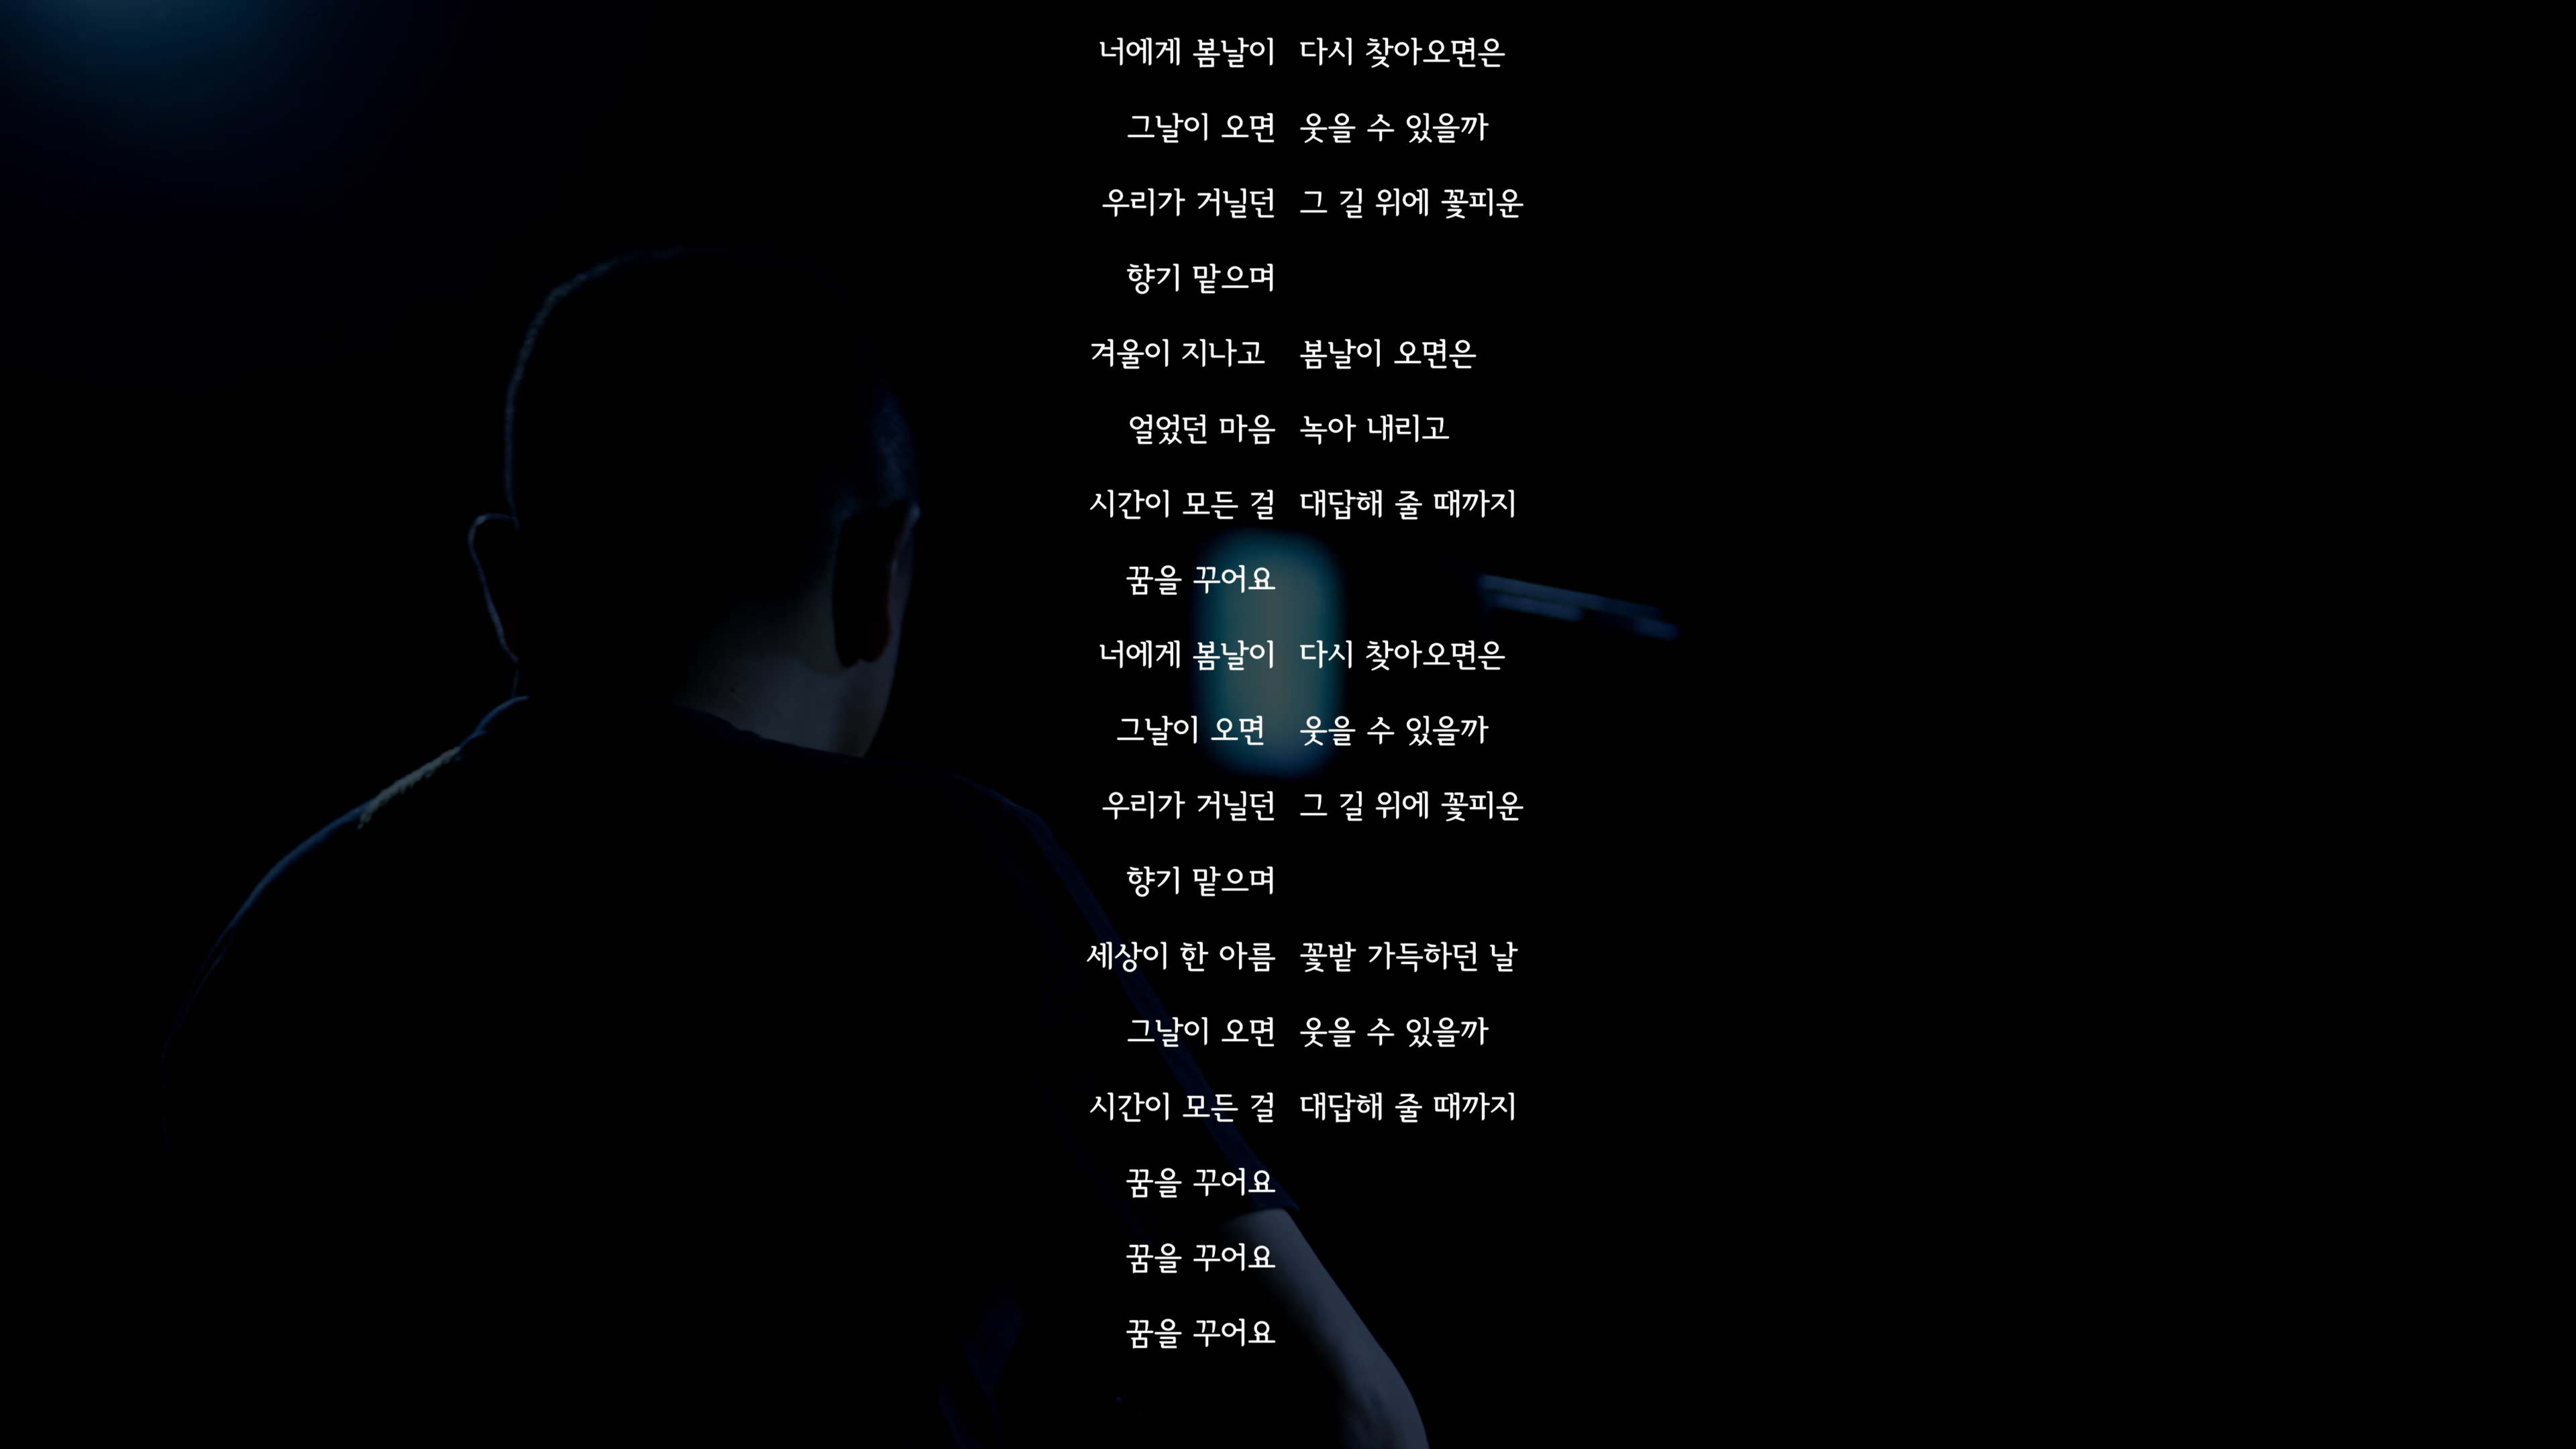 너에게 봄날이 다시 찾아오면은
그날이 오면 웃을 수 있을까
우리가 거닐던 그 길 위에 꽃피운
향기 맡으며
겨울이 지나고 봄날이 오면은
얼었던 마음 녹아 내리고
시간이 모든 걸 대답해 줄 때까지
꿈을 꾸어요
너에게 봄날이 다시 찾아오면은
그날이 오면 웃을 수 있을까
우리가 거닐던 그 길 위에 꽃피운
향기 맡으며
세상이 한 아름 꽃밭 가득하던 날
그날이 오면 웃을 수 있을까
시간이 모든 걸 대답해 줄 때까지
꿈을 꾸어요
꿈을 꾸어요
꿈을 꾸어요